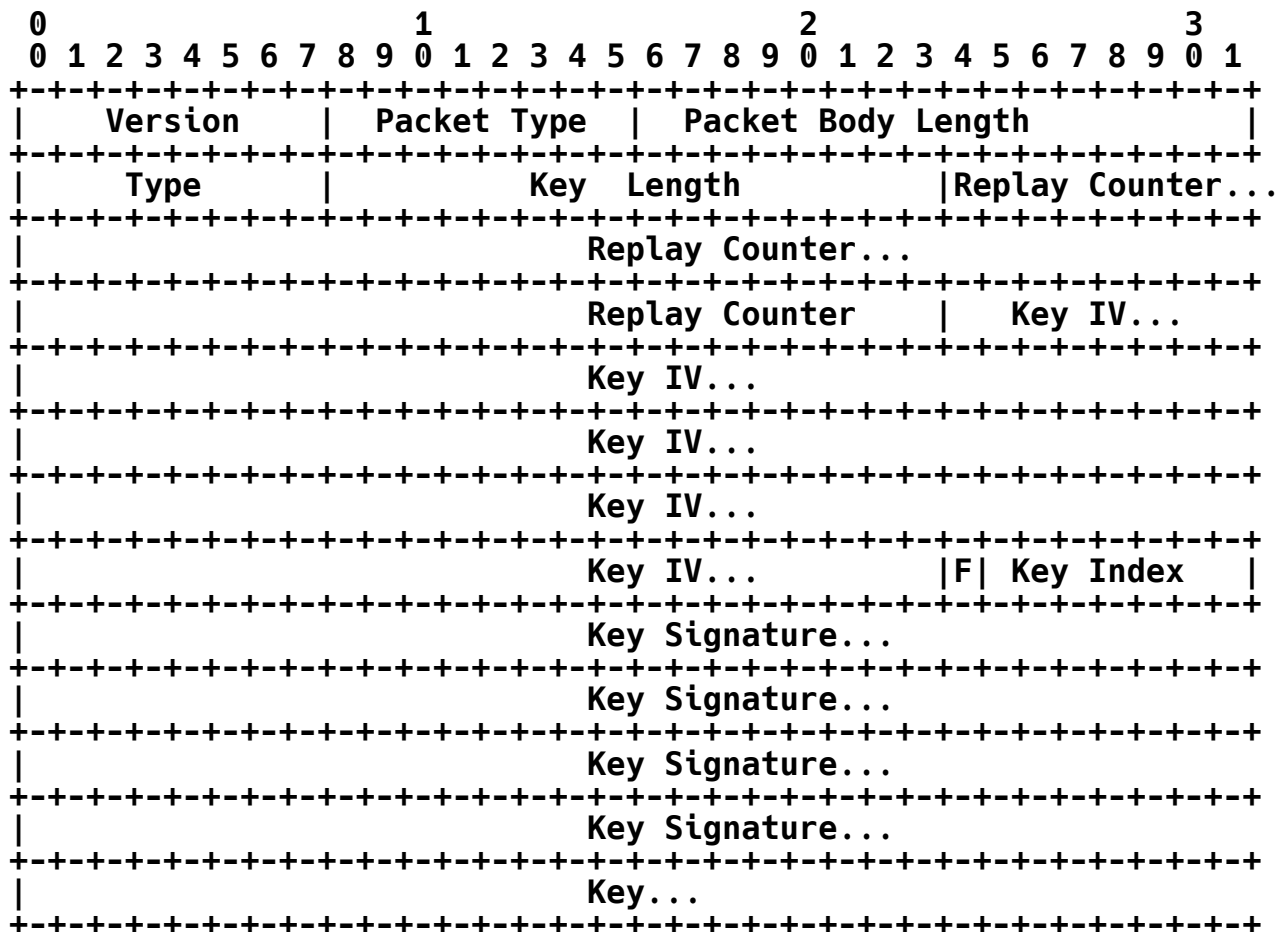 0                   1                   2                   3
 0 1 2 3 4 5 6 7 8 9 0 1 2 3 4 5 6 7 8 9 0 1 2 3 4 5 6 7 8 9 0 1
+-+-+-+-+-+-+-+-+-+-+-+-+-+-+-+-+-+-+-+-+-+-+-+-+-+-+-+-+-+-+-+-+
|    Version    |  Packet Type  |  Packet Body Length           |
+-+-+-+-+-+-+-+-+-+-+-+-+-+-+-+-+-+-+-+-+-+-+-+-+-+-+-+-+-+-+-+-+
|     Type      |          Key  Length          |Replay Counter...
+-+-+-+-+-+-+-+-+-+-+-+-+-+-+-+-+-+-+-+-+-+-+-+-+-+-+-+-+-+-+-+-+
|                             Replay Counter...
+-+-+-+-+-+-+-+-+-+-+-+-+-+-+-+-+-+-+-+-+-+-+-+-+-+-+-+-+-+-+-+-+
|                             Replay Counter    |   Key IV...
+-+-+-+-+-+-+-+-+-+-+-+-+-+-+-+-+-+-+-+-+-+-+-+-+-+-+-+-+-+-+-+-+
|                             Key IV...
+-+-+-+-+-+-+-+-+-+-+-+-+-+-+-+-+-+-+-+-+-+-+-+-+-+-+-+-+-+-+-+-+
|                             Key IV...
+-+-+-+-+-+-+-+-+-+-+-+-+-+-+-+-+-+-+-+-+-+-+-+-+-+-+-+-+-+-+-+-+
|                             Key IV...
+-+-+-+-+-+-+-+-+-+-+-+-+-+-+-+-+-+-+-+-+-+-+-+-+-+-+-+-+-+-+-+-+
|                             Key IV...         |F| Key Index   |
+-+-+-+-+-+-+-+-+-+-+-+-+-+-+-+-+-+-+-+-+-+-+-+-+-+-+-+-+-+-+-+-+
|                             Key Signature...
+-+-+-+-+-+-+-+-+-+-+-+-+-+-+-+-+-+-+-+-+-+-+-+-+-+-+-+-+-+-+-+-+
|                             Key Signature...
+-+-+-+-+-+-+-+-+-+-+-+-+-+-+-+-+-+-+-+-+-+-+-+-+-+-+-+-+-+-+-+-+
|                             Key Signature...
+-+-+-+-+-+-+-+-+-+-+-+-+-+-+-+-+-+-+-+-+-+-+-+-+-+-+-+-+-+-+-+-+
|                             Key Signature...
+-+-+-+-+-+-+-+-+-+-+-+-+-+-+-+-+-+-+-+-+-+-+-+-+-+-+-+-+-+-+-+-+
|                             Key...
+-+-+-+-+-+-+-+-+-+-+-+-+-+-+-+-+-+-+-+-+-+-+-+-+-+-+-+-+-+-+-+-+